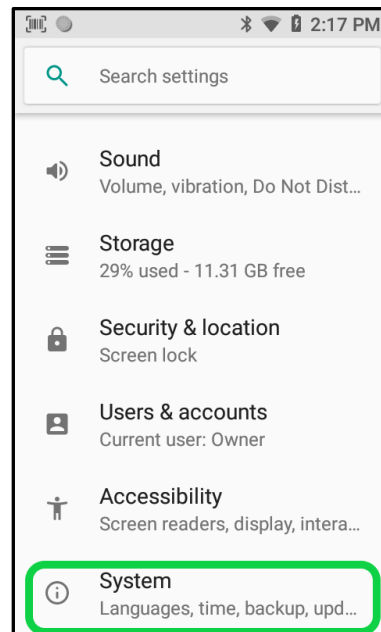 2:17 PM
Search settings
Sound
Volume, vibration, Do Not Dist...
Storage
29% used - 11.31 GB free
Security & location
Screen lock
Users & accounts
Current user: Owner
Accessibility
Screen readers, display, intera...
System
Languages, time, backup, upd...